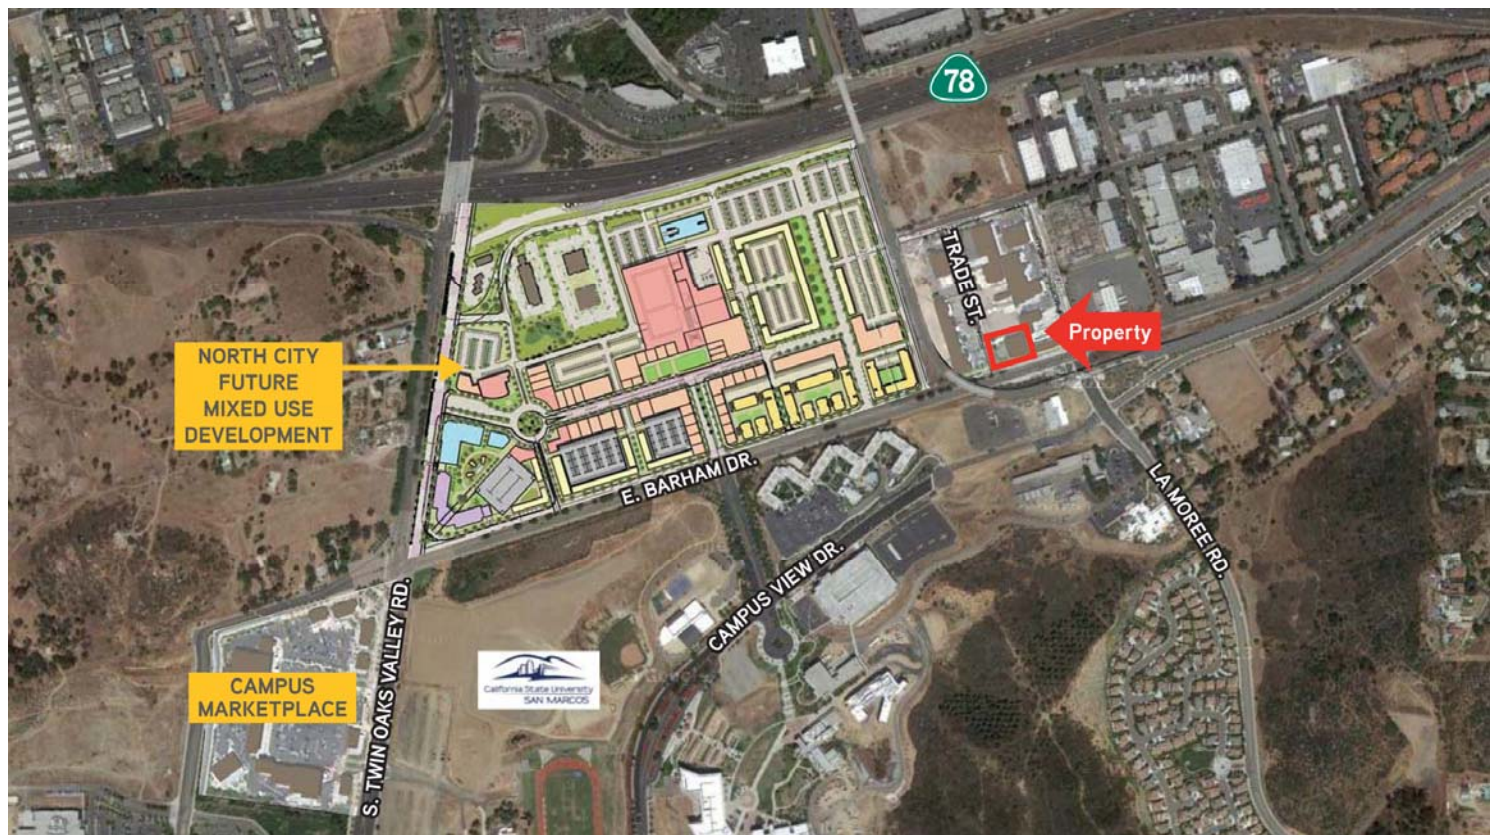 78
TRADE ST.
Property
NORTH CITY
FUTURE
MIXED USE
DEVELOPMENT
E. BARHAM DR.
LA MOREE RD.
CAMPUS VIEW DR.
S. TWIN OAKS VALLEY RD.
California State University
SAN MARCOS
CAMPUS
MARKETPLACE